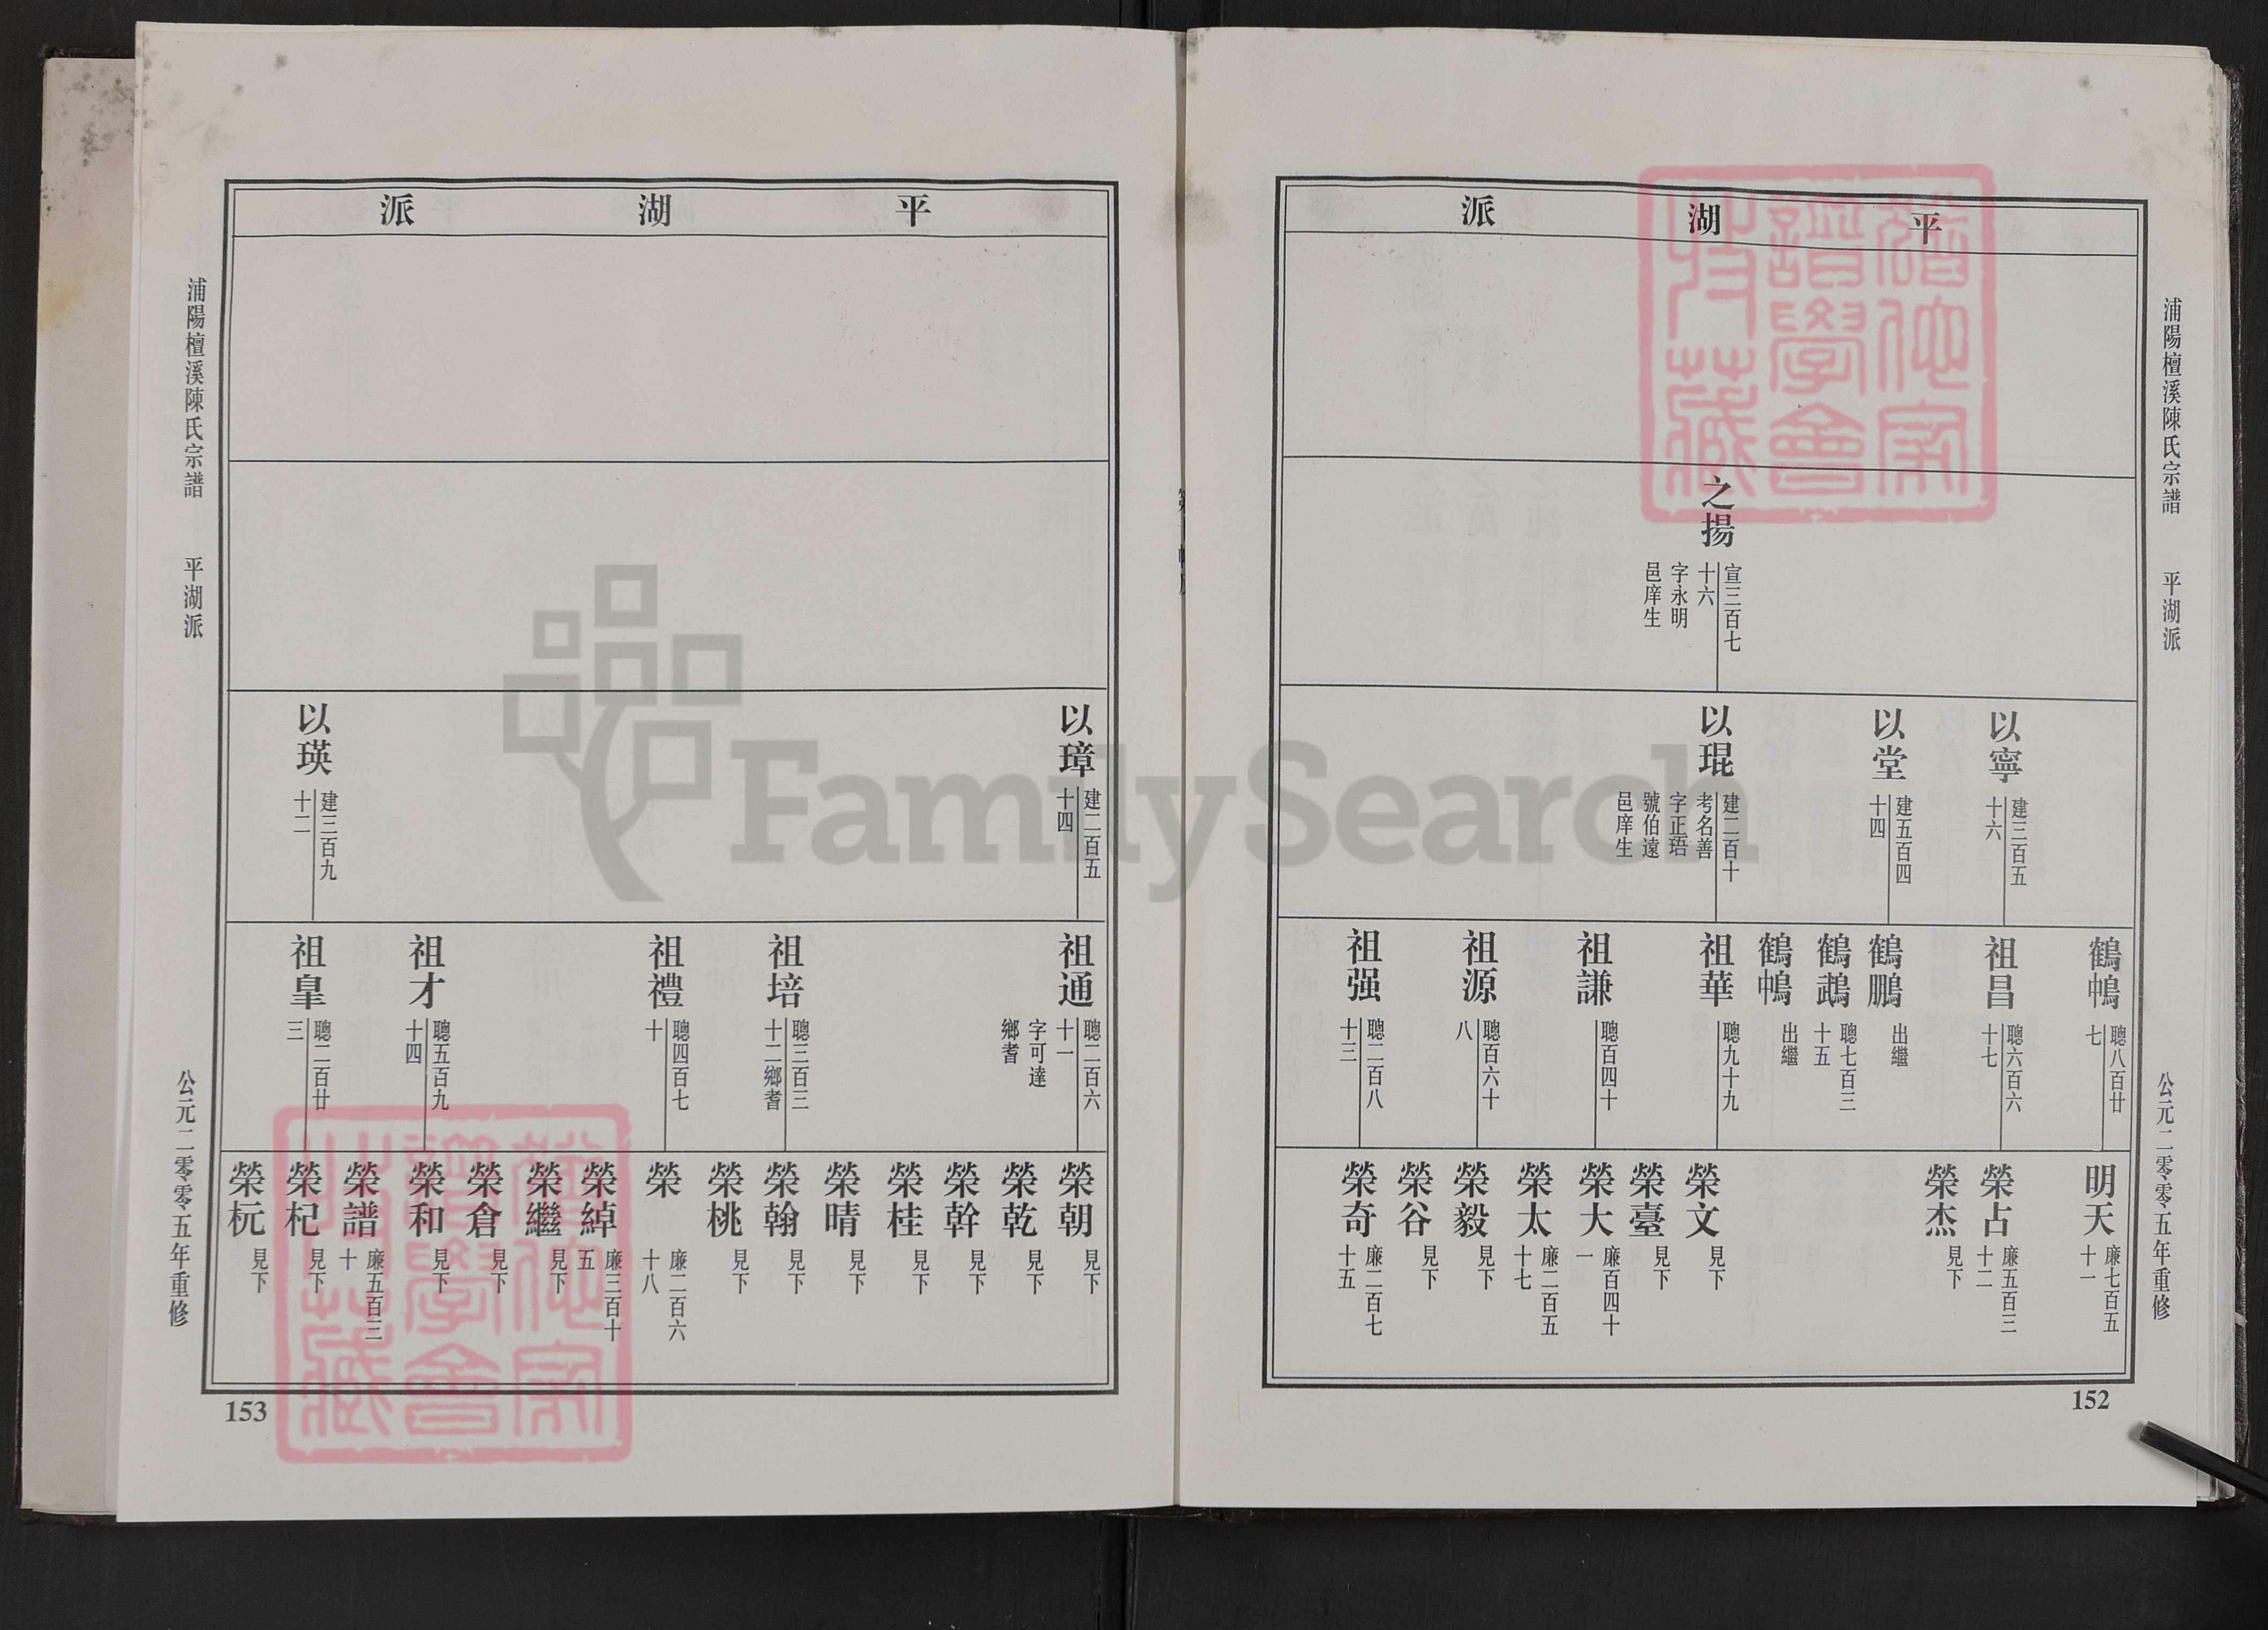 浦陽檀溪陳氏宗譜 平湖派 公元二零零五年重修
平湖派
之揚
宣三百七
十六
字永明
邑庠生
以寧
建三百五
十六
以堂
建五百四
十四
以琨
建二百十
考名善
字正珸
號伯遠
邑庠生
鶴鳲
聰八百廿
七
祖昌
聰六百六
十七
鶴鵬
出繼
鶴鵡
聰七百三
十五
出繼
祖華
聰九十九
祖謙
聰百四十
祖源
聰百六十
八
祖强
聰二百八
十三
明天
廉七百五
十一
榮占
廉五百三
十二
榮杰
見下
榮文
見下
榮臺
見下
榮大
廉百四十
一
榮太
廉二百五
十七
榮毅
見下
榮谷
見下
榮奇
廉二百七
十五
152
平湖派
以璋
建二百五
十四
以瑛
建三百九
十二
祖通
聰二百六
十一
字可達
鄉耆
祖培
聰三百三
十二鄉耆
祖禮
聰四百七
十
祖才
聰五百九
十四
祖皐
聰二百廿
三
榮朝
見下
榮乾
見下
榮幹
見下
榮桂
見下
榮晴
見下
榮翰
見下
榮桃
見下
榮
廉二百六
十八
榮綽
廉三百十
五
榮繼
見下
榮倉
見下
榮和
見下
榮譜
廉五百三
十
榮杞
見下
榮杬
見下
浦陽檀溪陳氏宗譜 平湖派 公元二零零五年重修
153
FamilySearch